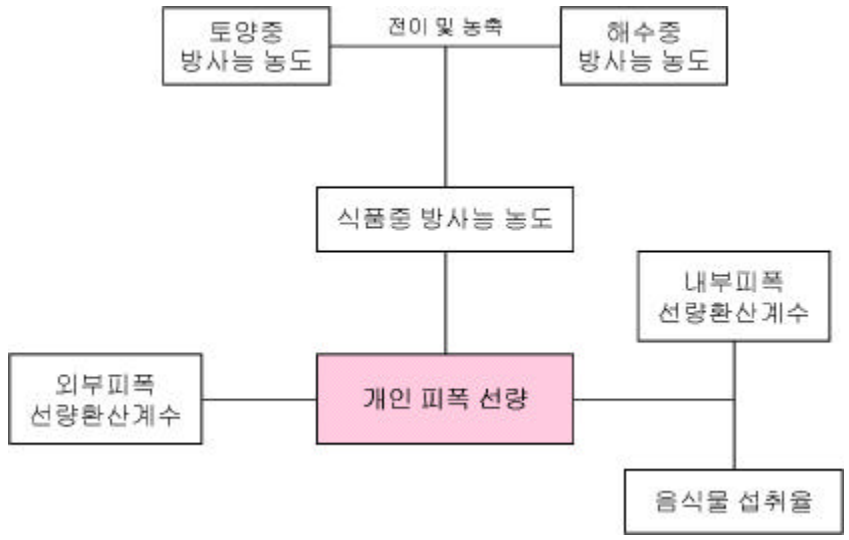 토양중
방사능 농도
전이 및 농축
해수중
방사능 농도
식품중 방사능 농도
내부피폭
선량환산계수
외부피폭
선량환산계수
개인 피폭 선량
음식물 섭취율